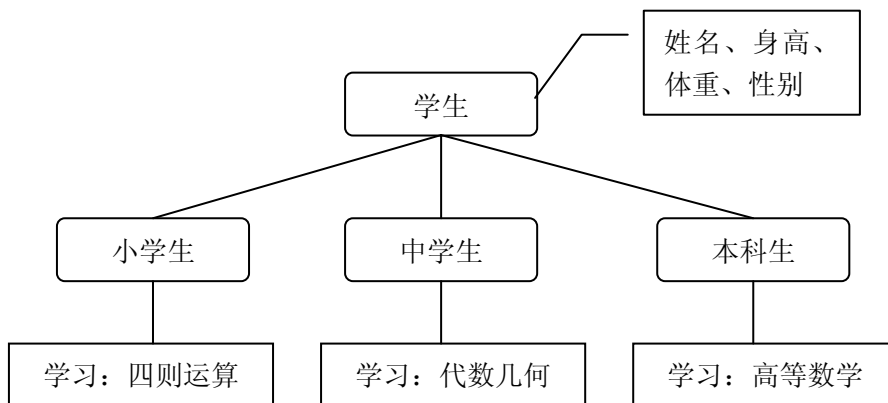 姓名、身高、
体重、性别
学生
小学生
中学生
本科生
学习：四则运算
学习：代数几何
学习：高等数学